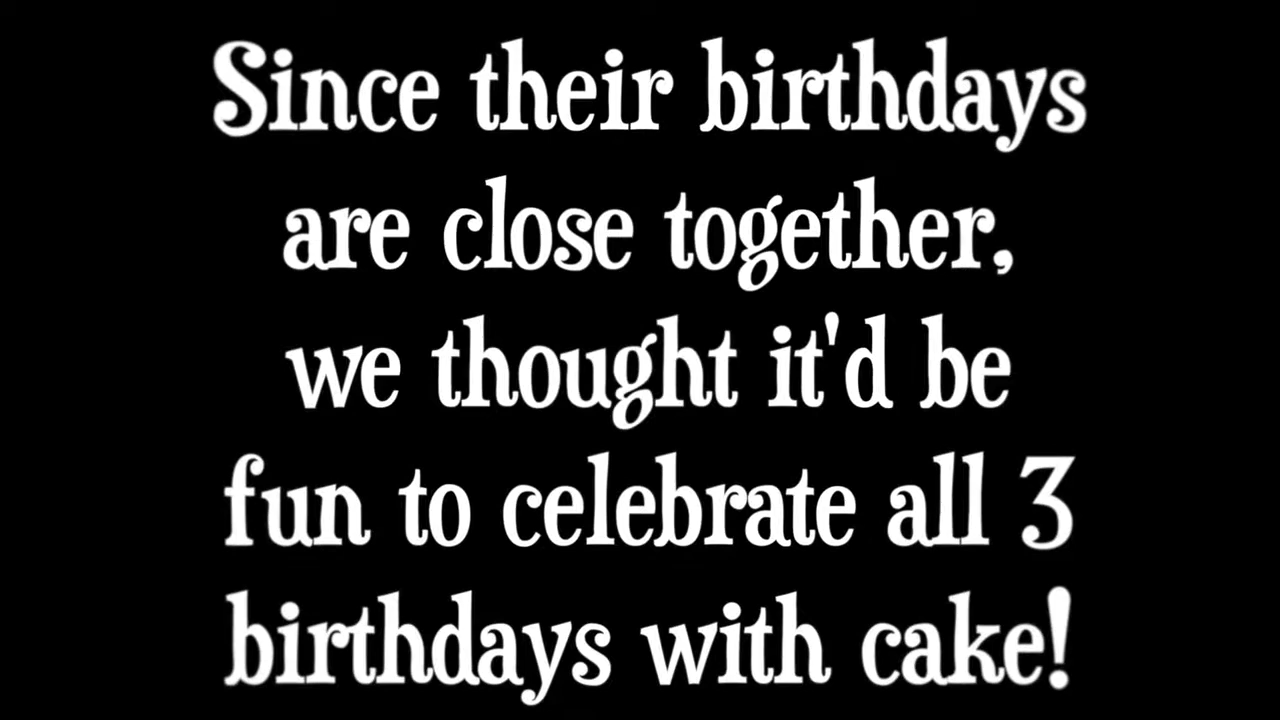 Since their birthdays
are close together,
we thought it'd be
fun to celebrate all 3
birthdays with cake!